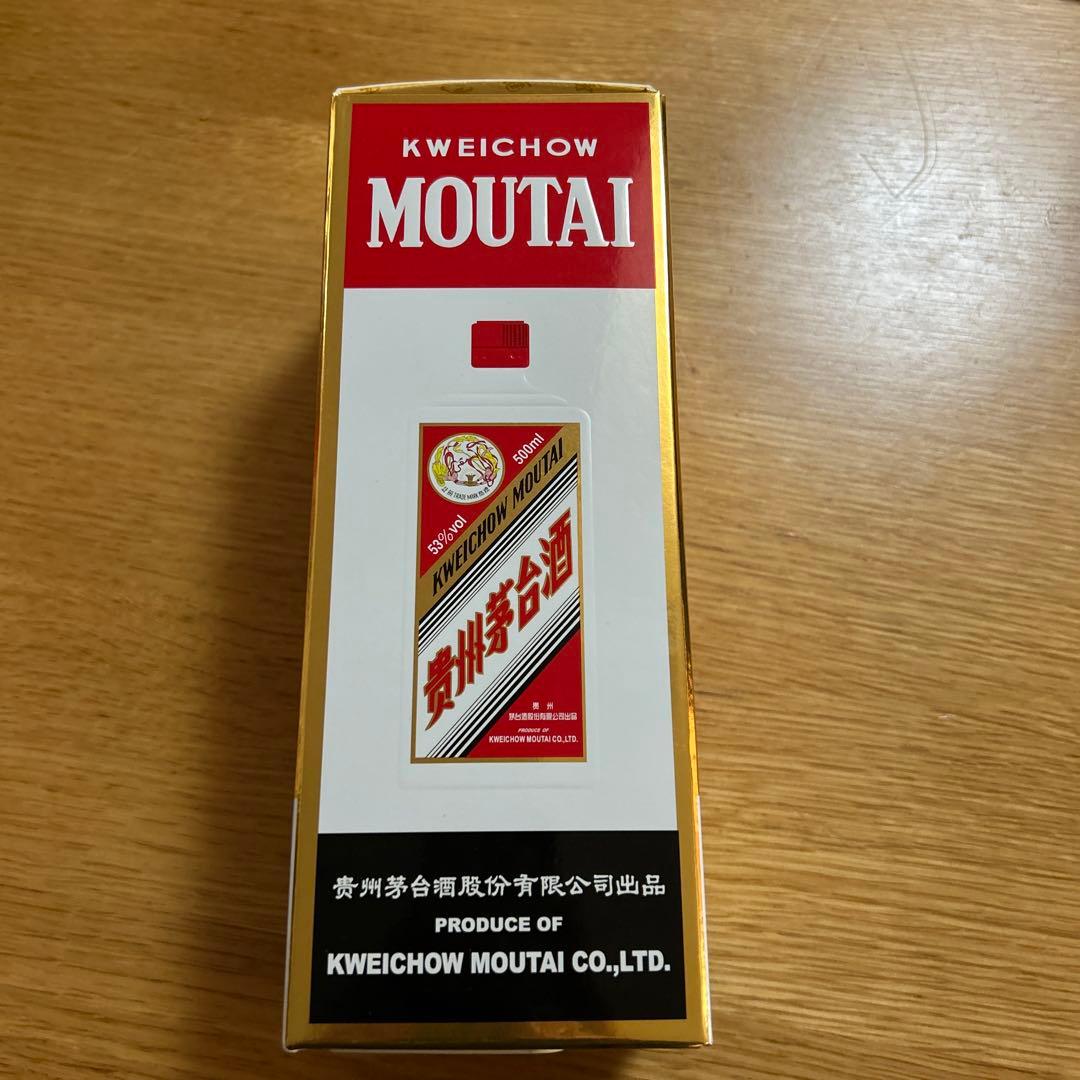 KWEICHOW
MOUTAI
500ml
53%vol
KWEICHOW MOUTAI
贵州茅台酒
贵 州
茅台酒股份有限公司出品
PRODUCE OF
KWEICHOW MOUTAI CO.,LTD.
贵州茅台酒股份有限公司出品
PRODUCE OF
KWEICHOW MOUTAI CO.,LTD.